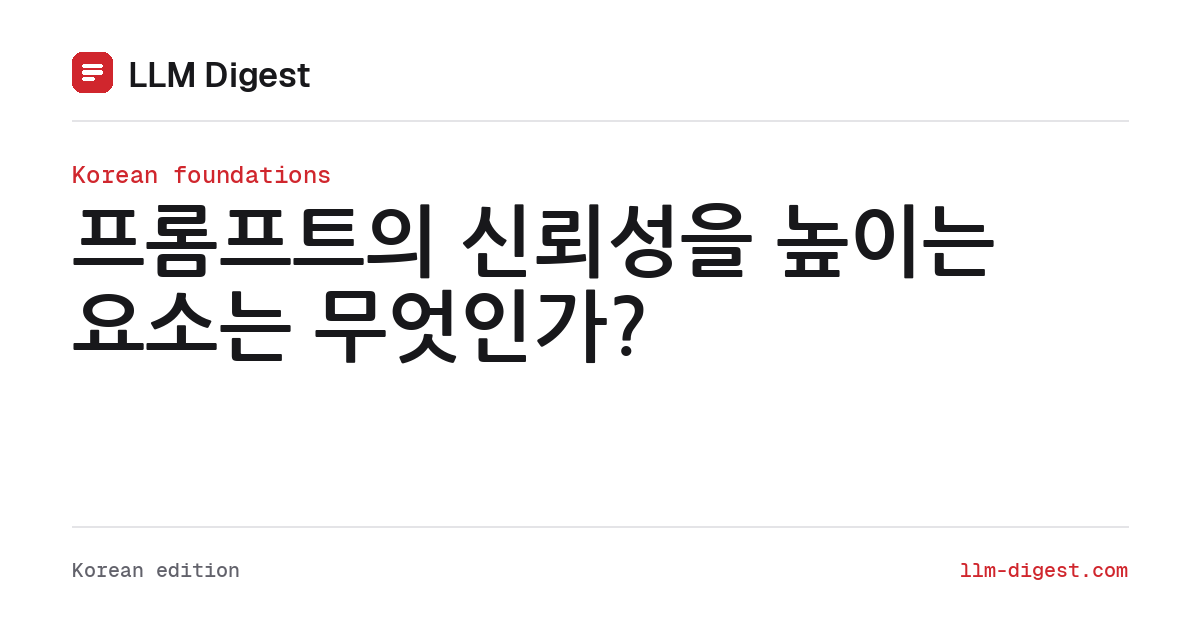 LLM Digest
Korean foundations
프롬프트의 신뢰성을 높이는
요소는 무엇인가?
Korean edition
llm-digest.com